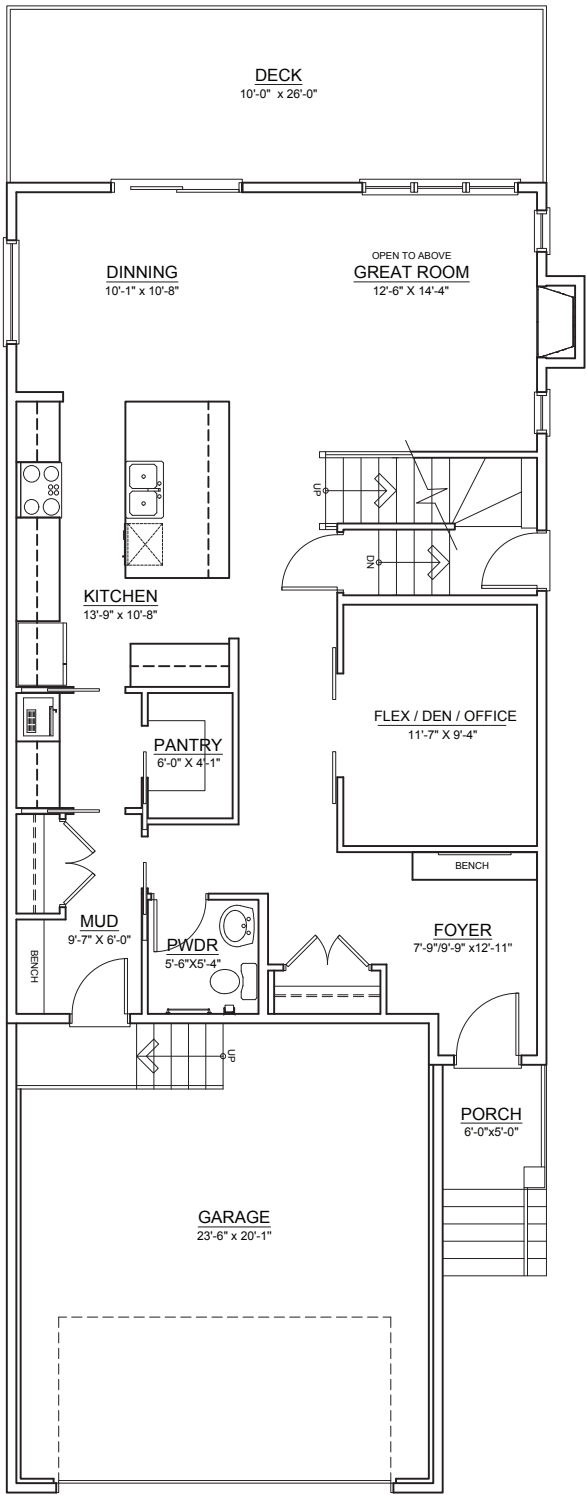 DECK
10'-0" x 26'-0"
DINNING
10'-1" x 10'-8"
OPEN TO ABOVE
GREAT ROOM
12'-6" X 14'-4"
UP
DN
KITCHEN
13'-9" x 10'-8"
FLEX / DEN / OFFICE
11'-7" X 9'-4"
PANTRY
6'-0" X 4'-1"
BENCH
MUD
9'-7" X 6'-0"
BENCH
PWDR
5'-6"X5'-4"
FOYER
7'-9"/9'-9" x12'-11"
UP
PORCH
6'-0"x5'-0"
GARAGE
23'-6" x 20'-1"